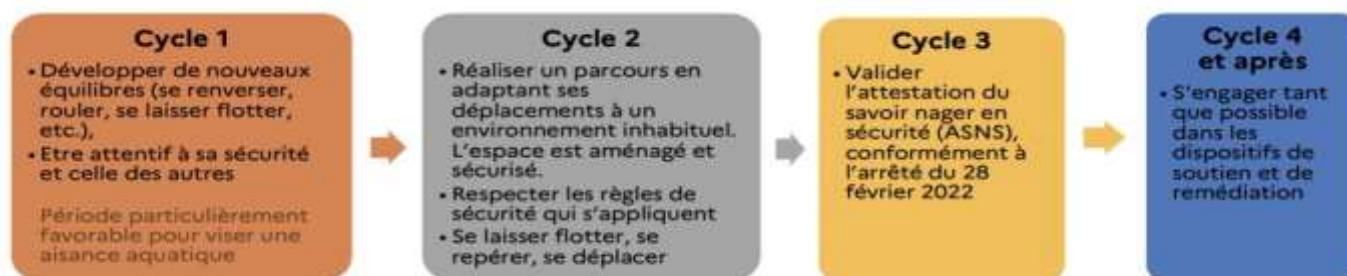 Cycle 1
• Développer de nouveaux
équilibres (se renverser,
rouler, se laisser flotter,
etc.),
• Etre attentif à sa sécurité
et celle des autres
Période particulièrement
favorable pour viser une
aisance aquatique
Cycle 2
• Réaliser un parcours en
adaptant ses
déplacements à un
environnement inhabituel.
L'espace est aménagé et
sécurisé.
• Respecter les règles de
sécurité qui s'appliquent
• Se laisser flotter, se
repérer, se déplacer
Cycle 3
• Valider
l'attestation du
savoir nager en
sécurité (ASNS),
conformément à
l'arrêté du 28
février 2022
Cycle 4
et après
• S'engager tant
que possible
dans les
dispositifs de
soutien et de
remédiation